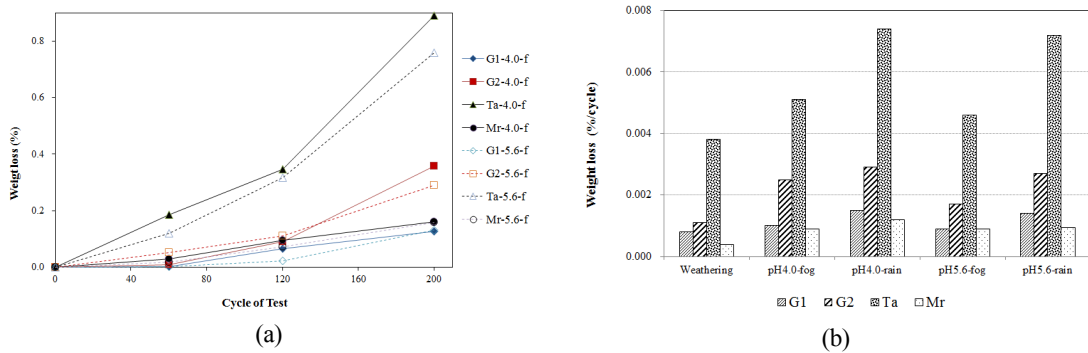 0.8
0.6
0.4
0.2
0.0
0 40 80 120 160 200
Weigt loss (%)
Cycle of Test
G1-4.0-f
G2-4.0-f
Ta-4.0-f
Mr-4.0-f
G1-5.6-f
G2-5.6-f
Ta-5.6-f
Mr-5.6-f
(a)
0.008
0.006
0.004
0.002
0.000
Weight loss (%/cycle)
Weathering pH4.0-fog pH4.0-rain pH5.6-fog pH5.6-rain
G1 G2 Ta Mr
(b)